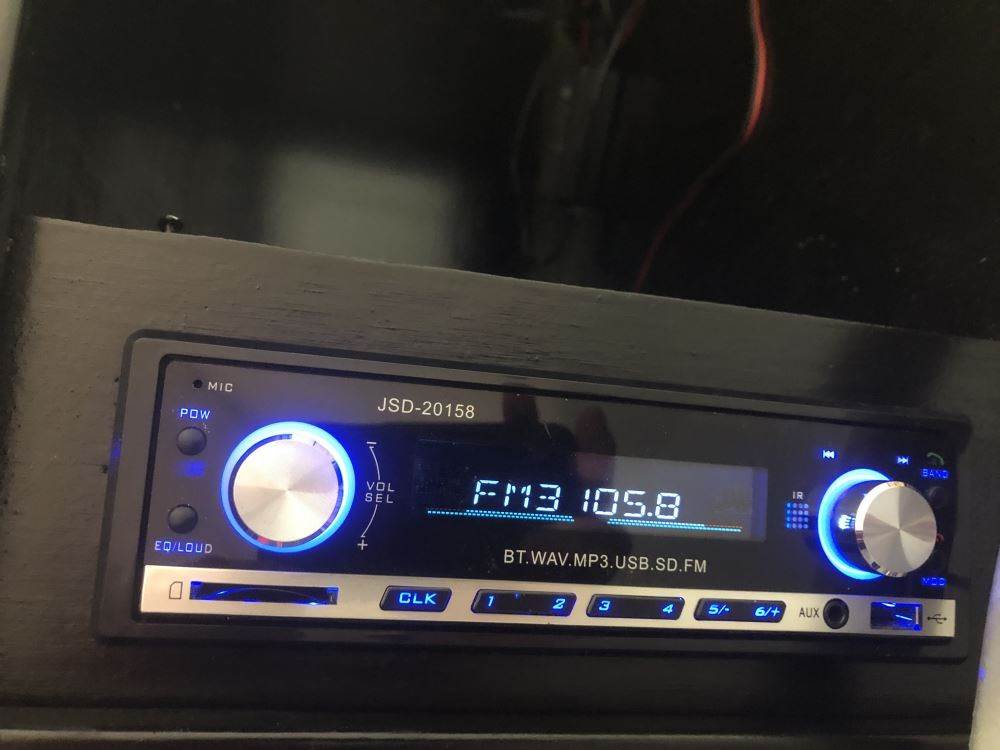 MIC
POW
JSD-20158
VOL
SEL
FM3 105.8
IR
BAND
EQ/LOUD
BT.WAV.MP3.USB.SD.FM
MOD
CLK
1 2
3 4
5/- 6/+
AUX